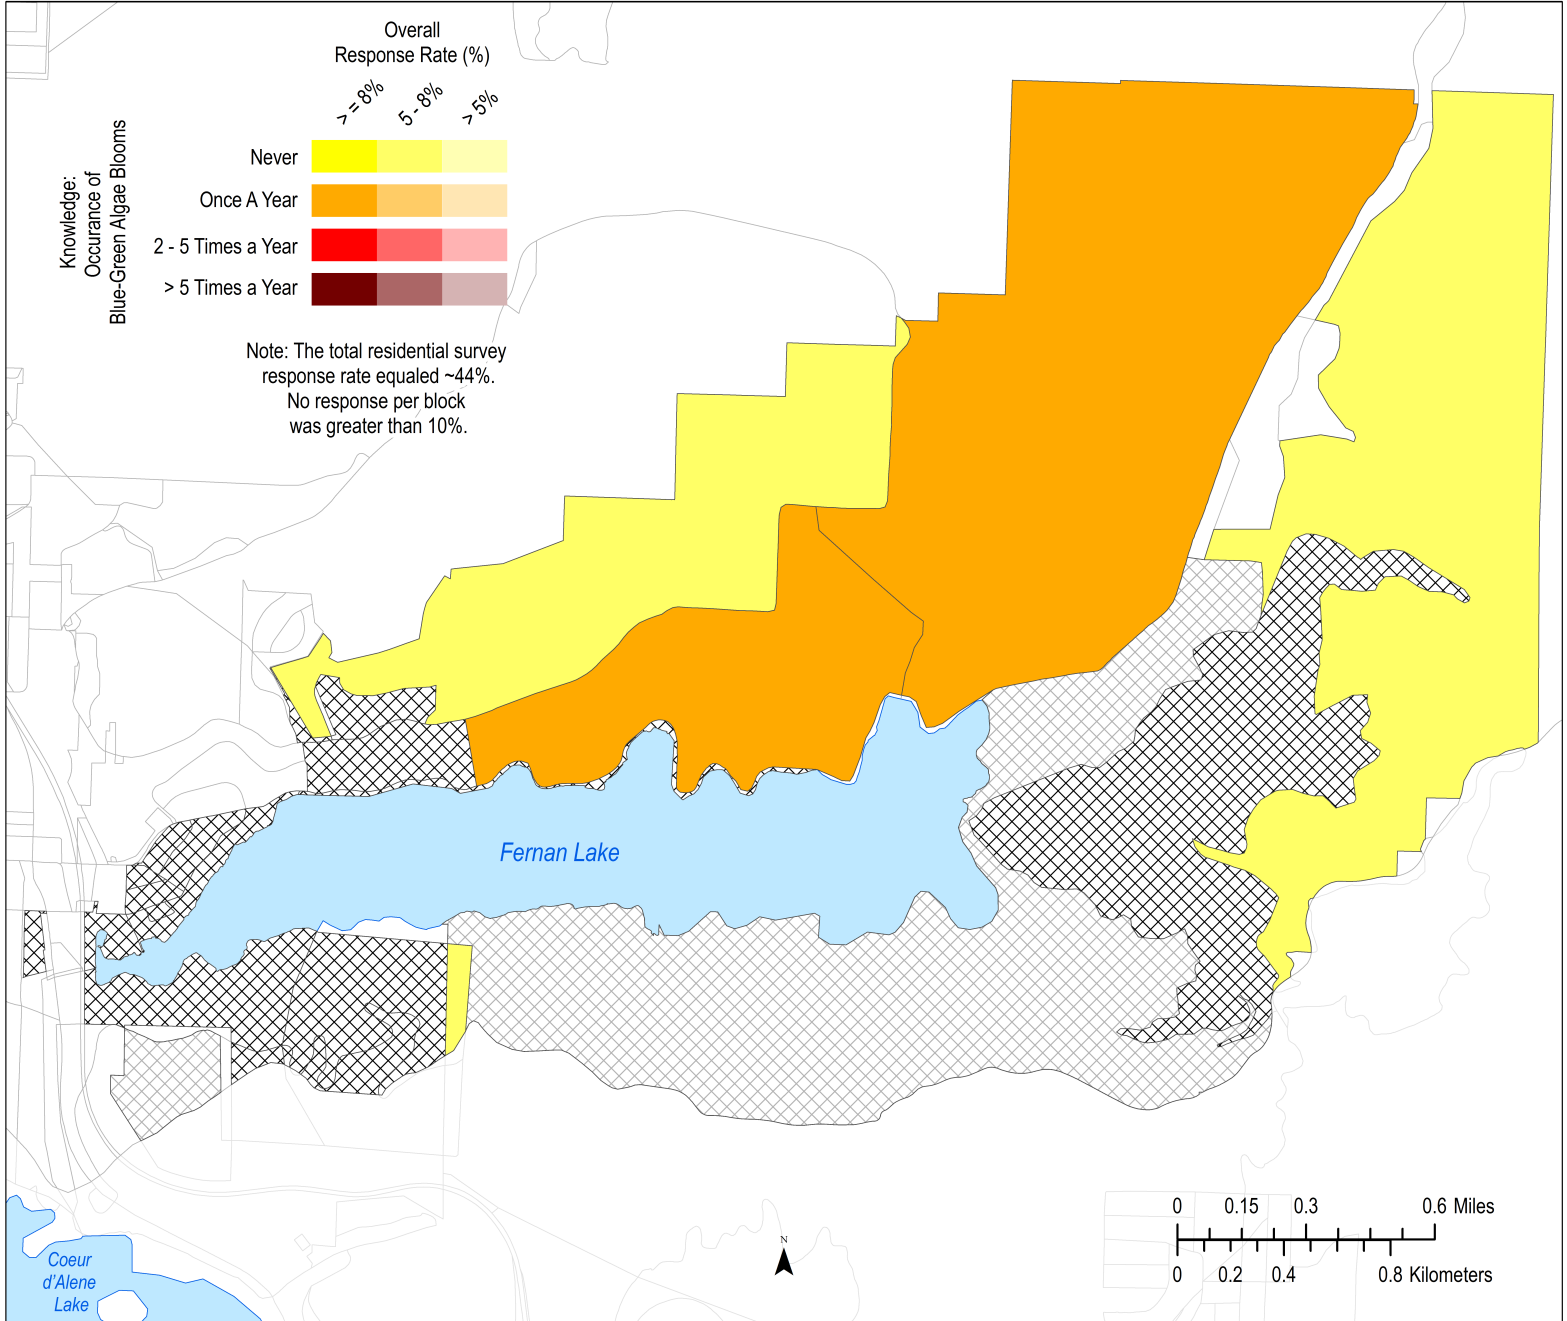 Overall
Response Rate (%)
> = 8%
5 - 8%
> 5%
Knowledge:
Occurance of
Blue-Green Algae Blooms
Never
Once A Year
2 - 5 Times a Year
> 5 Times a Year
Note: The total residential survey
response rate equaled ~44%.
No response per block
was greater than 10%.
Fernan Lake
Coeur
d'Alene
Lake
N
0 0.15 0.3 0.6 Miles
0 0.2 0.4 0.8 Kilometers